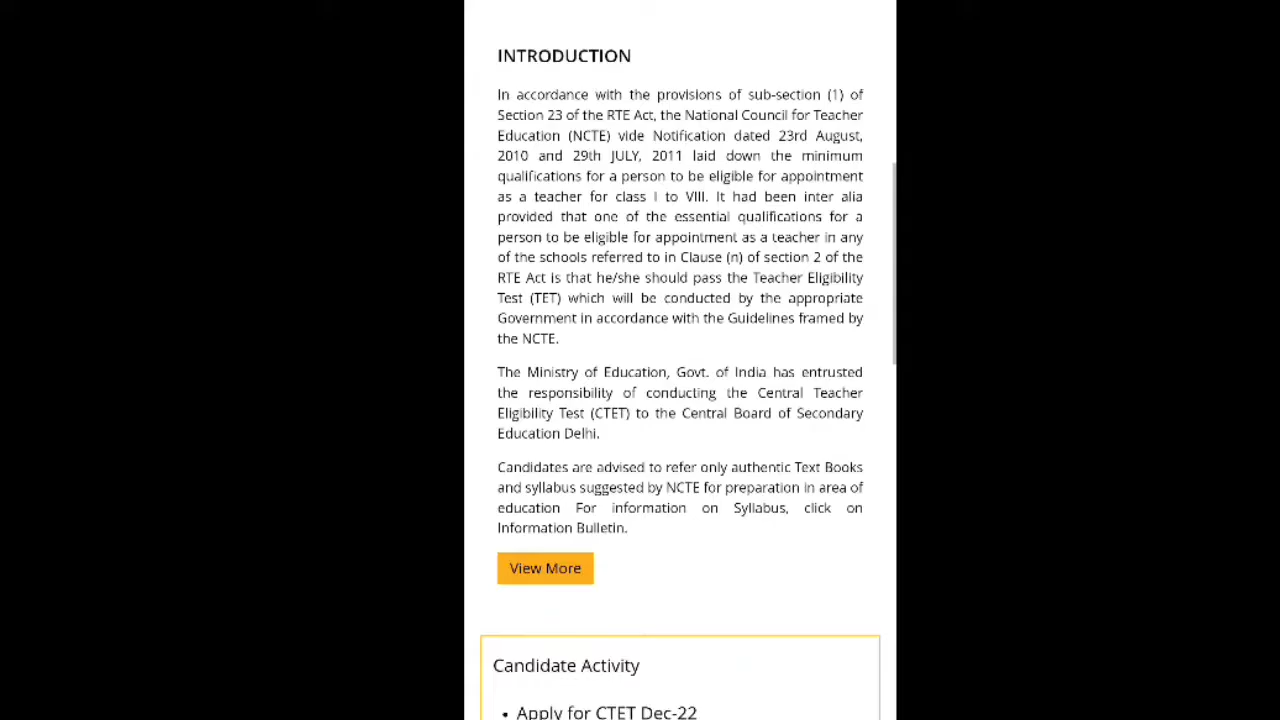 INTRODUCTION
In accordance with the provisions of sub-section (1) of
Section 23 of the RTE Act, the National Council for Teacher
Education (NCTE) vide Notification dated 23rd August,
2010 and 29th JULY, 2011 laid down the minimum
qualifications for a person to be eligible for appointment
as a teacher for class I to VIII. It had been inter alia
provided that one of the essential qualifications for a
person to be eligible for appointment as a teacher in any
of the schools referred to in Clause (n) of section 2 of the
RTE Act is that he/she should pass the Teacher Eligibility
Test (TET) which will be conducted by the appropriate
Government in accordance with the Guidelines framed by
the NCTE.
The Ministry of Education, Govt. of India has entrusted
the responsibility of conducting the Central Teacher
Eligibility Test (CTET) to the Central Board of Secondary
Education Delhi.
Candidates are advised to refer only authentic Text Books
and syllabus suggested by NCTE for preparation in area of
education For information on Syllabus, click on
Information Bulletin.
View More
Candidate Activity
• Apply for CTET Dec-22